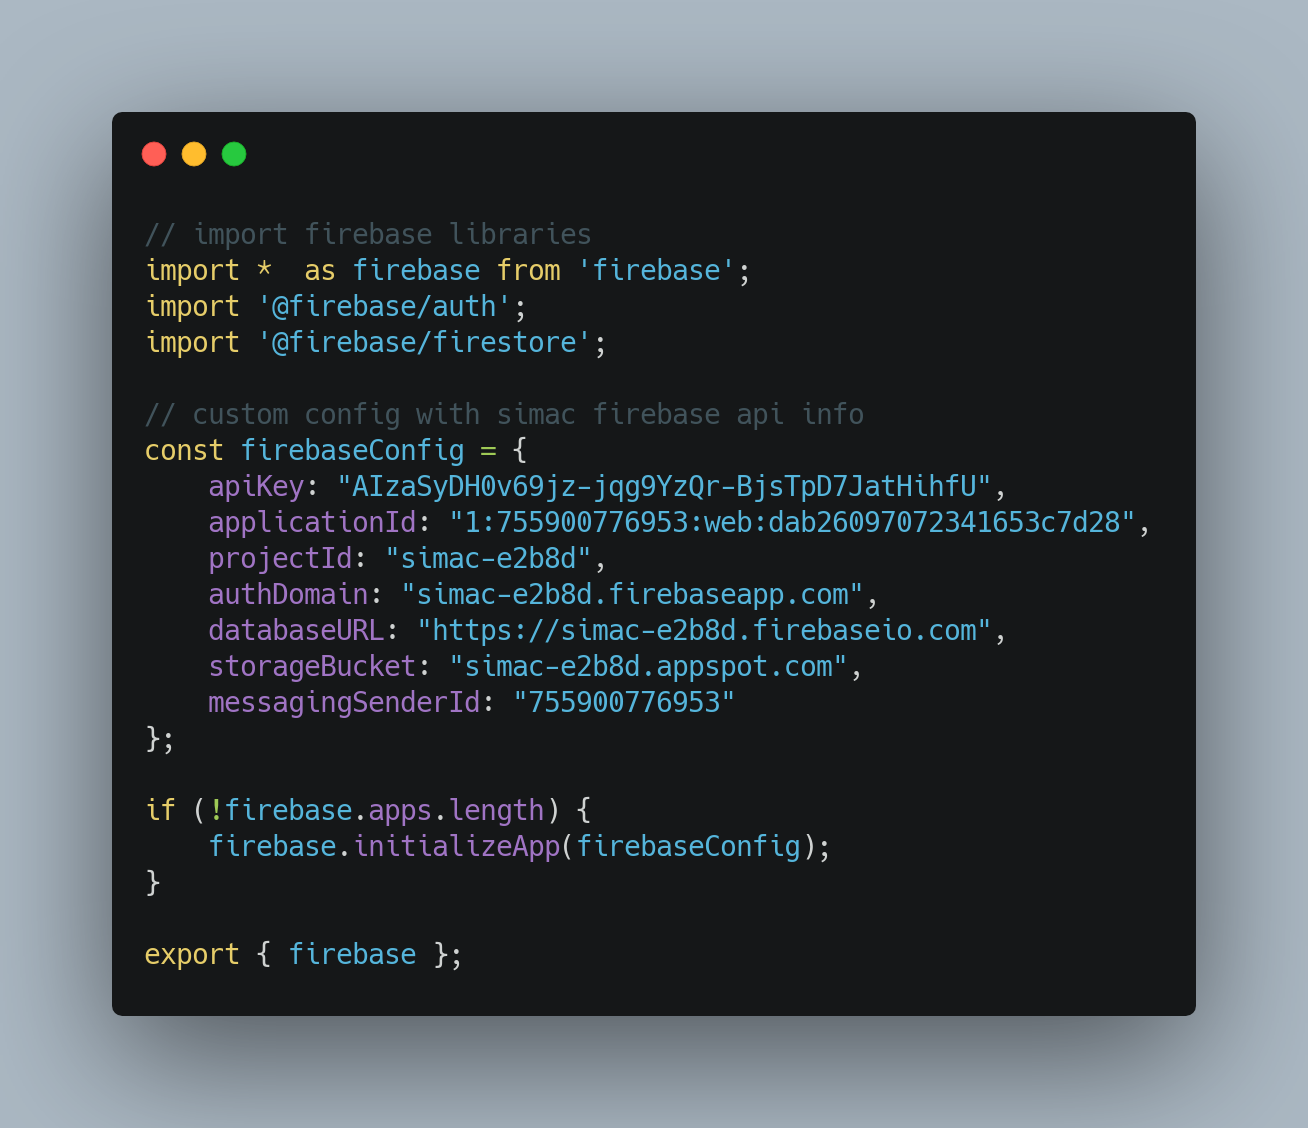 // import firebase libraries
import *  as firebase from 'firebase';
import '@firebase/auth';
import '@firebase/firestore';

// custom config with simac firebase api info
const firebaseConfig = {
    apiKey: "AIzaSyDH0v69jz-jqg9YzQr-BjsTpD7JatHihfU",
    applicationId: "1:755900776953:web:dab26097072341653c7d28",
    projectId: "simac-e2b8d",
    authDomain: "simac-e2b8d.firebaseapp.com",
    databaseURL: "https://simac-e2b8d.firebaseio.com",
    storageBucket: "simac-e2b8d.appspot.com",
    messagingSenderId: "755900776953"
};

if (!firebase.apps.length) {
    firebase.initializeApp(firebaseConfig);
}

export { firebase };